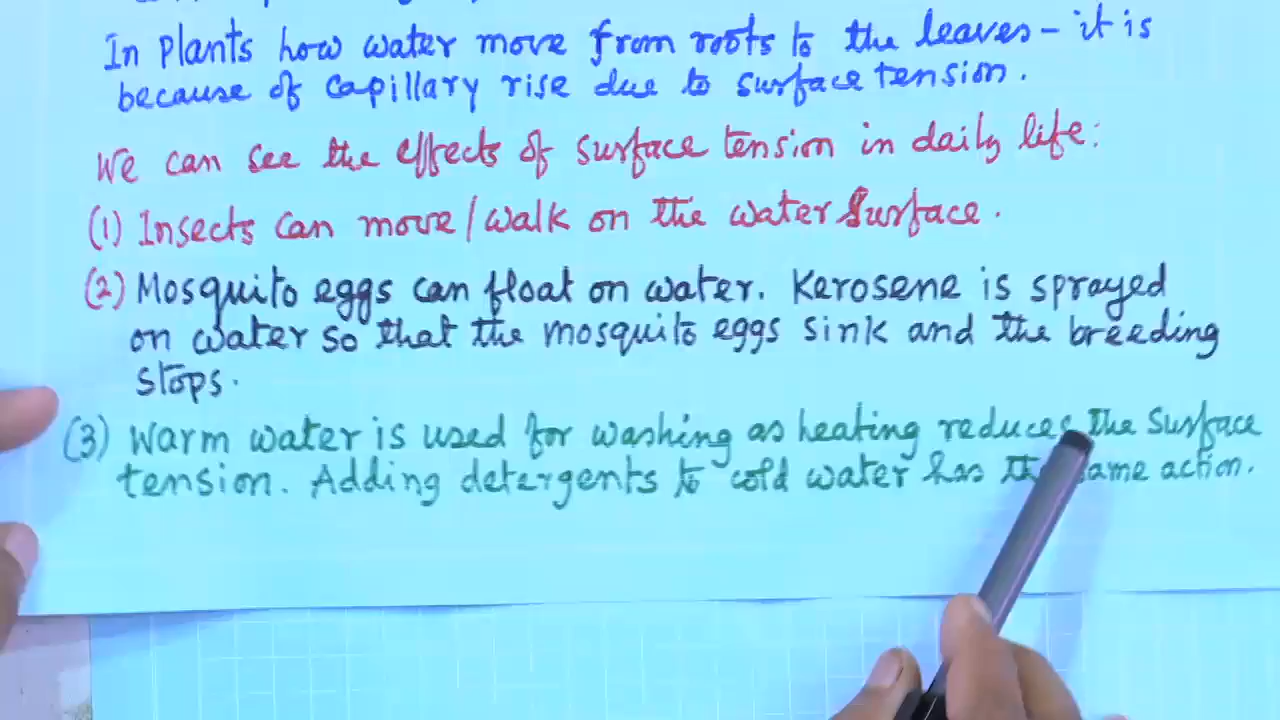 In plants how water move from roots to the leaves - it is
because of capillary rise due to surface tension.
We can see the effects of surface tension in daily life:
(1) Insects can move/walk on the water surface.
(2) Mosquito eggs can float on water. Kerosene is sprayed
on water so that the mosquito eggs sink and the breeding
stops.
(3) Warm water is used for washing as heating reduces the surface
tension. Adding detergents to cold water has the same action.